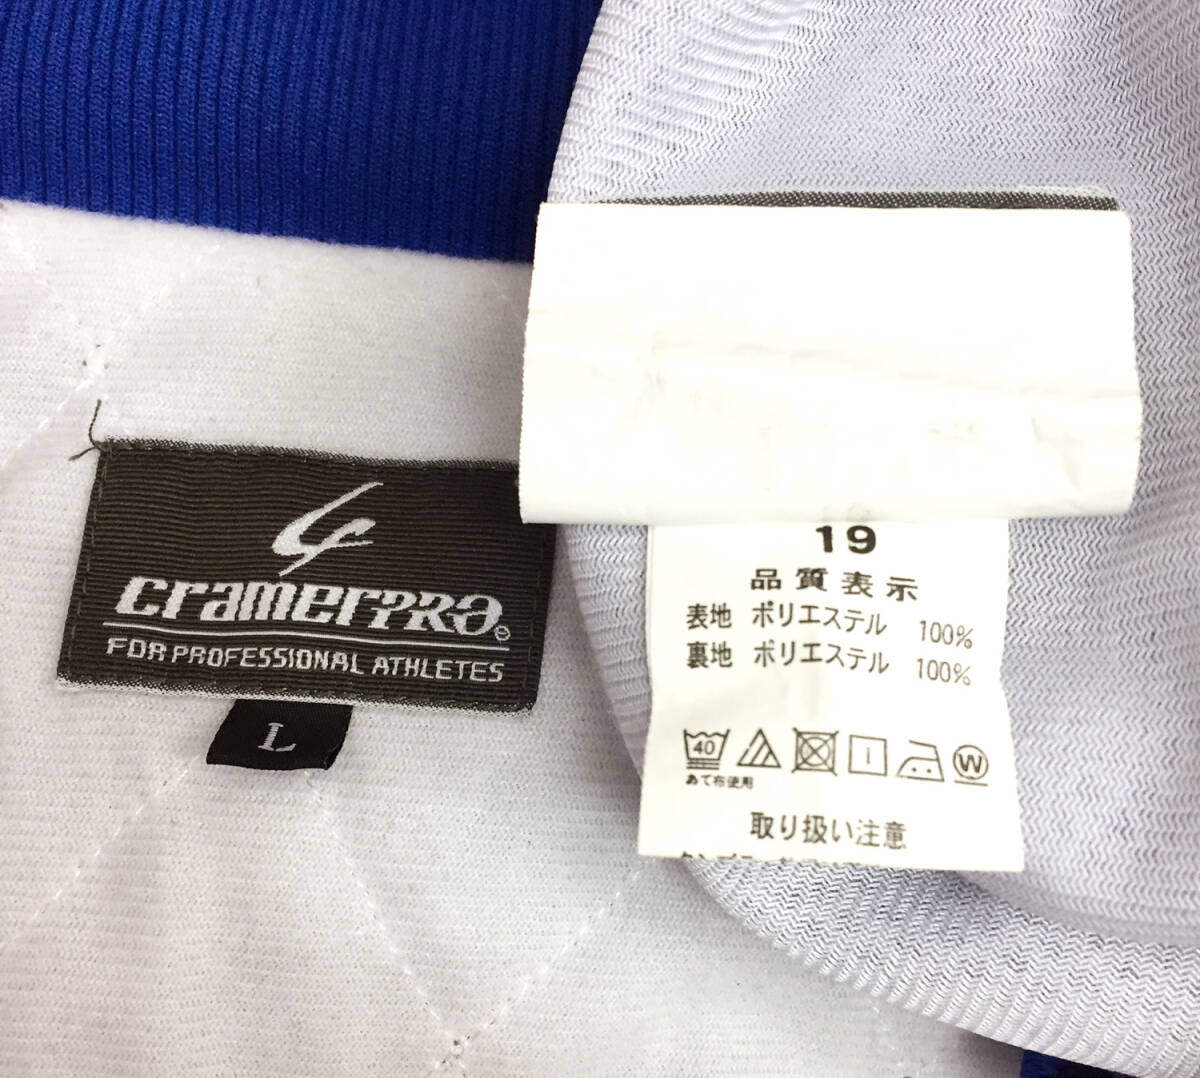 cramerPRO®
FOR PROFESSIONAL ATHLETES
L
19
品質表示
表地 ポリエステル 100%
裏地 ポリエステル 100%
40
W
あて布使用
取り扱い注意